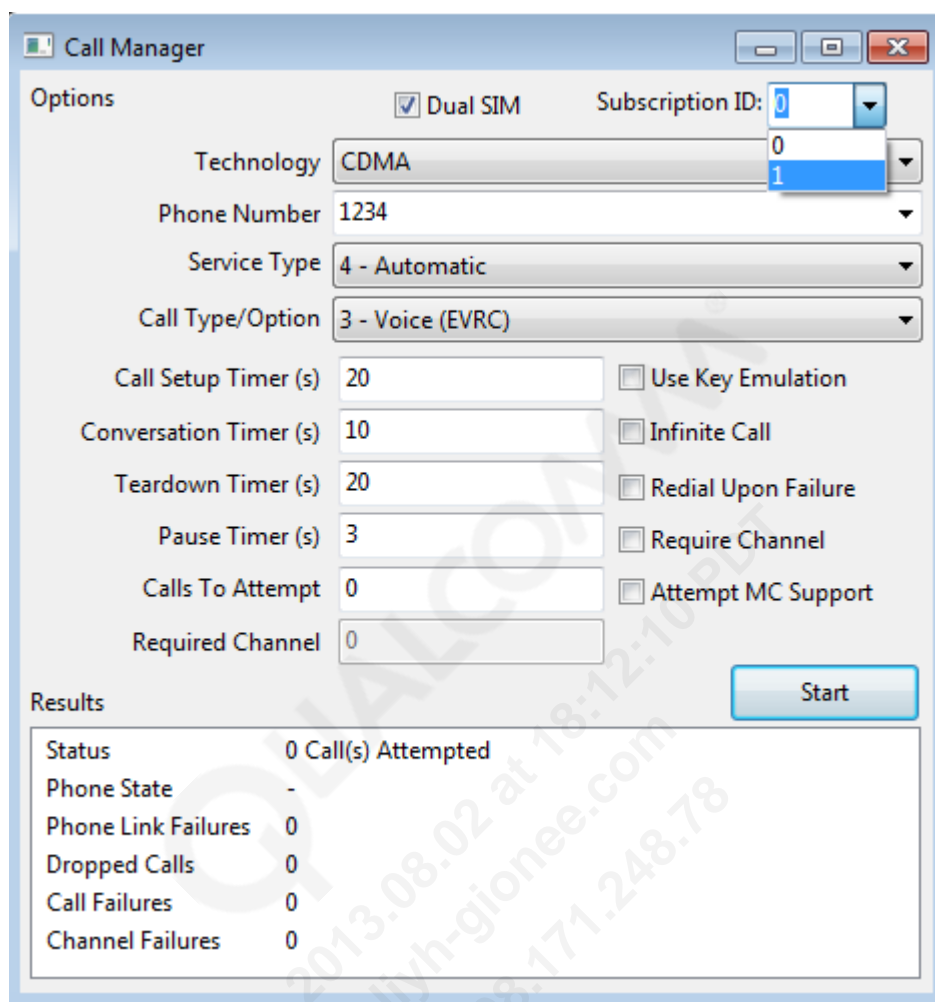 Call Manager
Options
Dual SIM
Subscription ID: 0
0
1
Technology CDMA
Phone Number 1234
Service Type 4 - Automatic
Call Type/Option 3 - Voice (EVRC)
Call Setup Timer (s) 20 Use Key Emulation
Conversation Timer (s) 10 Infinite Call
Teardown Timer (s) 20 Redial Upon Failure
Pause Timer (s) 3 Require Channel
Calls To Attempt 0 Attempt MC Support
Required Channel 0
Start
Results
Status 0 Call(s) Attempted
Phone State -
Phone Link Failures 0
Dropped Calls 0
Call Failures 0
Channel Failures 0
QUALCOMM®
2013.08.02 at 18:12:10 PDT